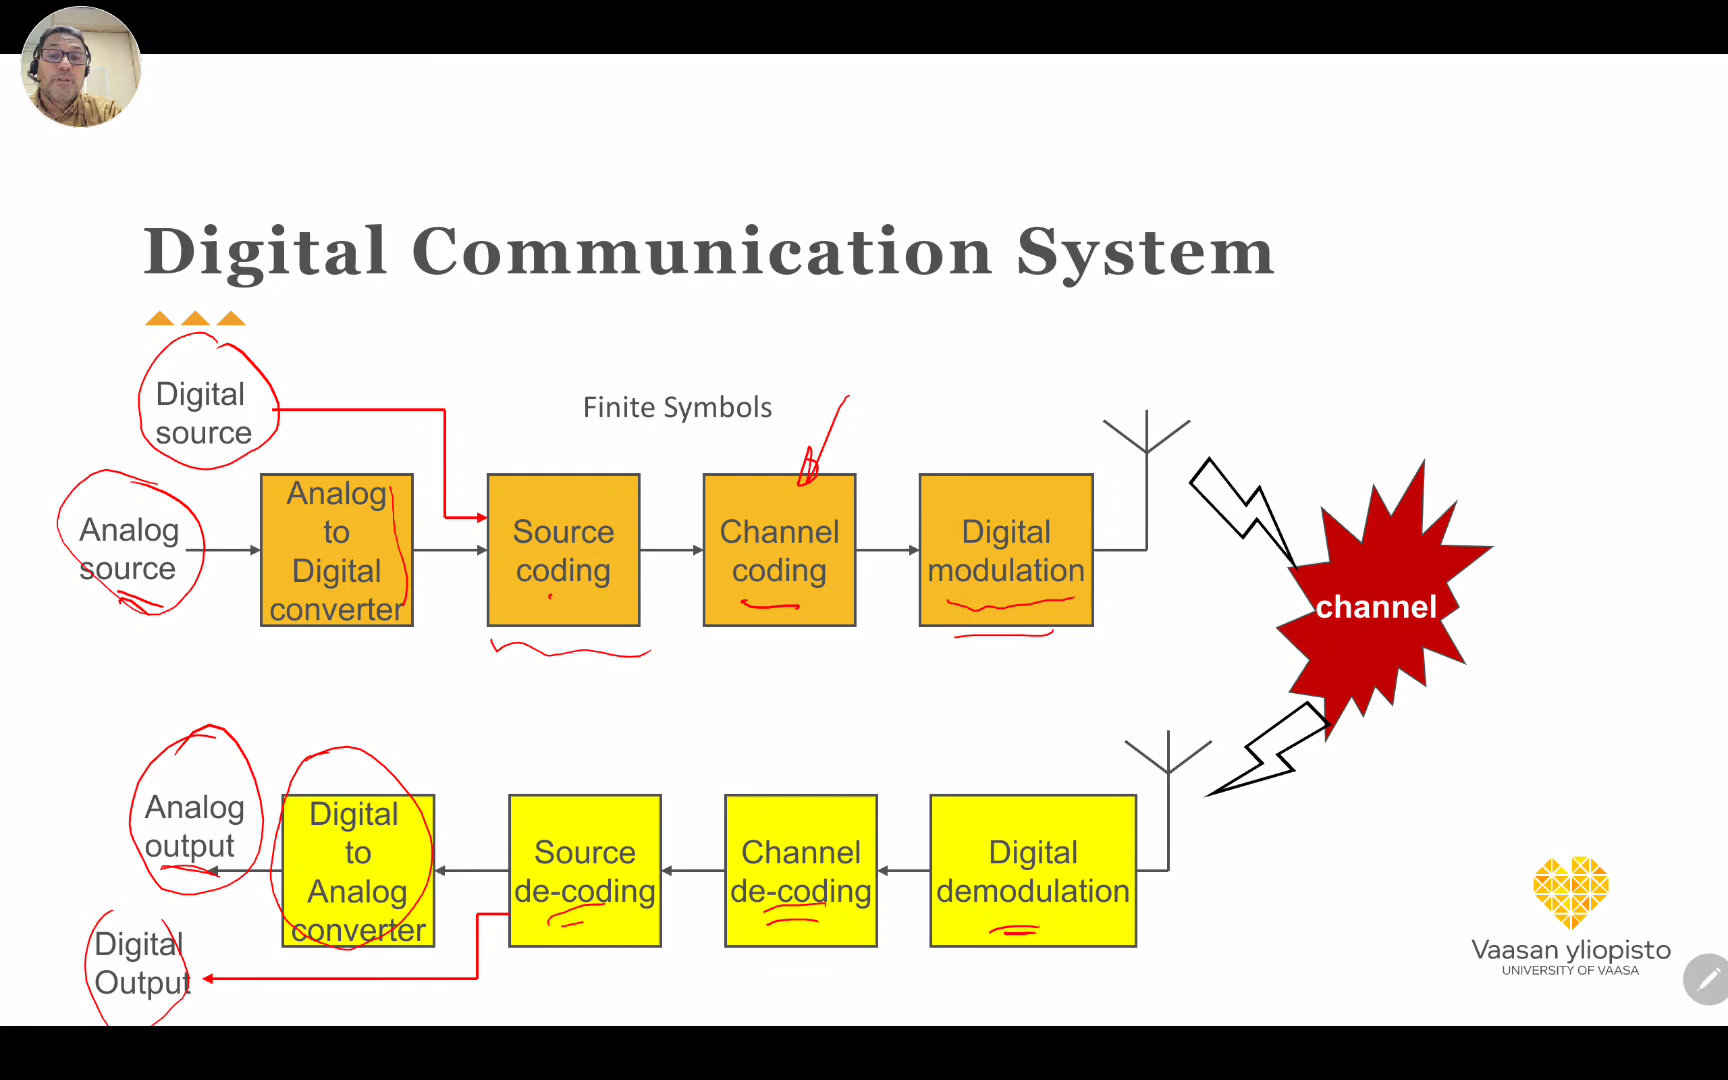 Digital Communication System
Digital
source
Finite Symbols
Analog
source
Analog
to
Digital
converter
Source
coding
Channel
coding
Digital
modulation
channel
Analog
output
Digital
to
Analog
converter
Source
de-coding
Channel
de-coding
Digital
demodulation
Digital
Output
Vaasan yliopisto
UNIVERSITY OF VAASA